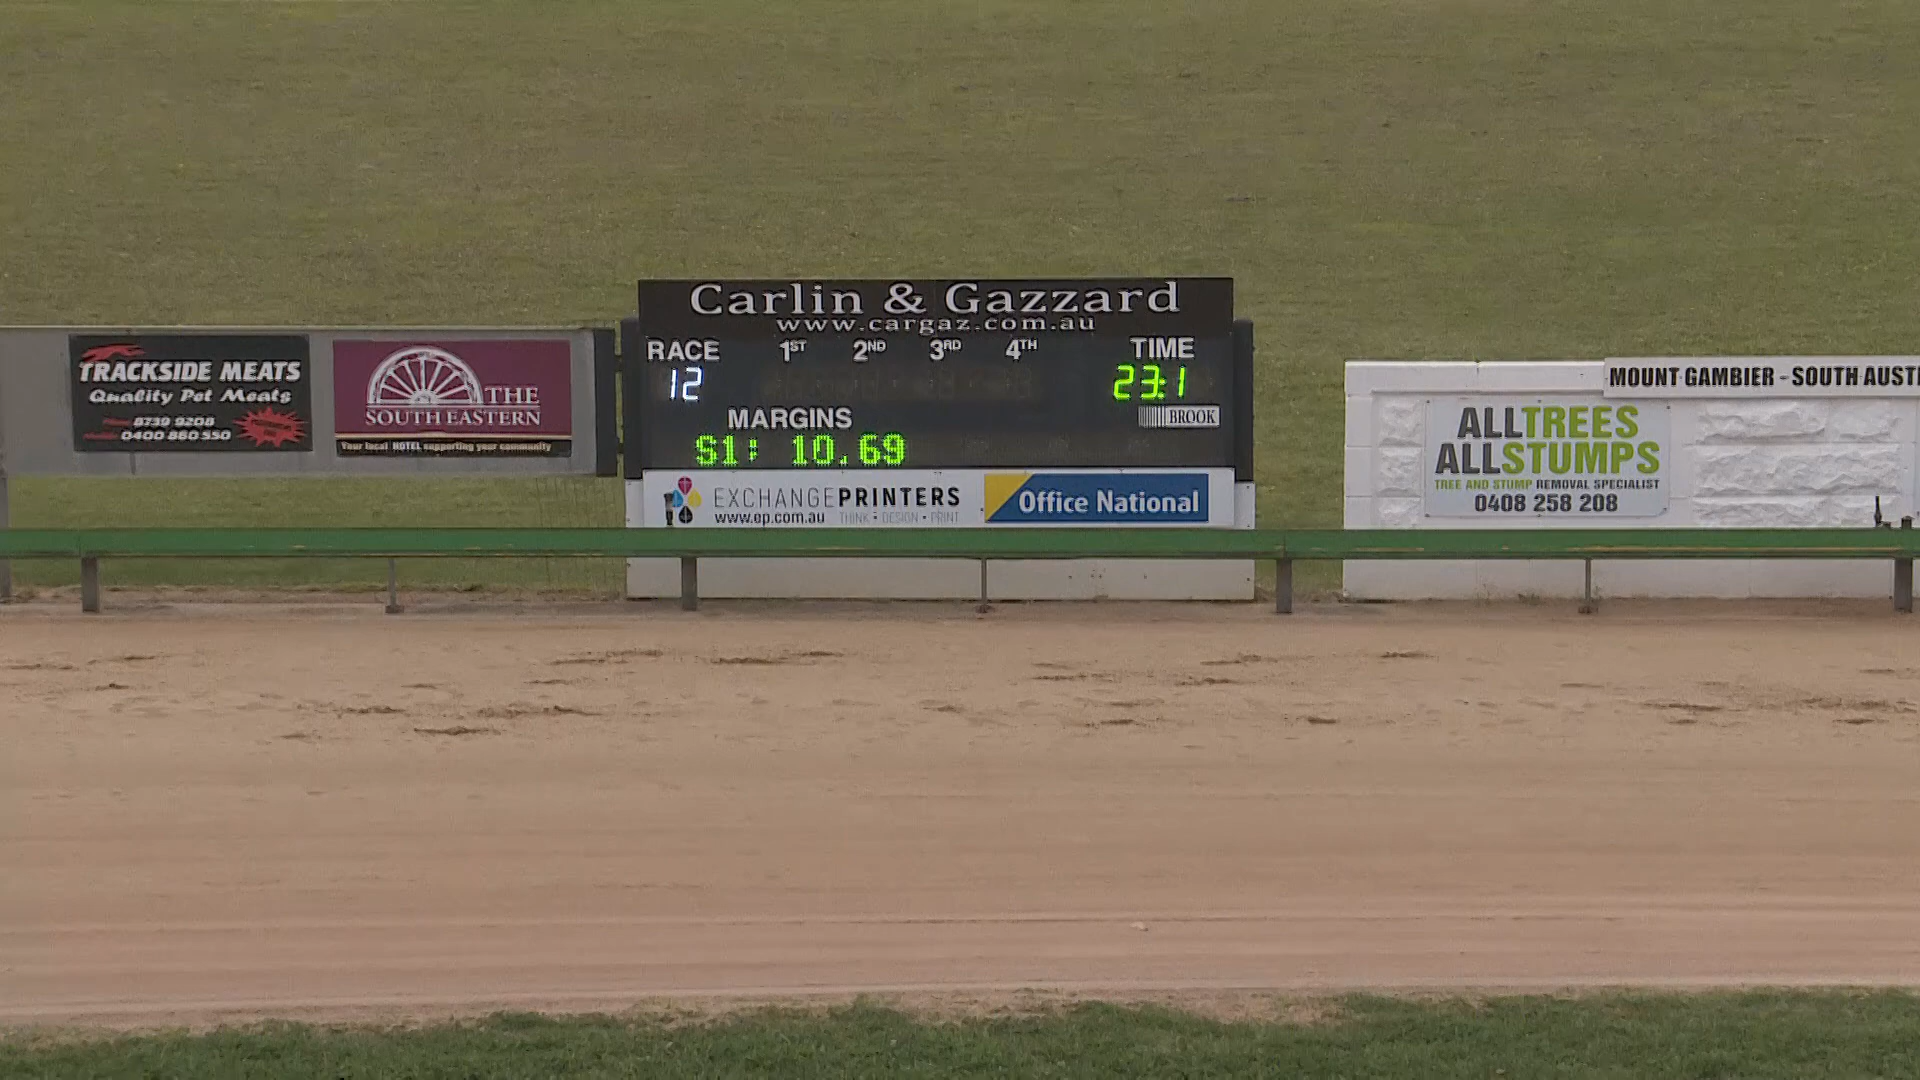 Carlin & Gazzard
www.cargaz.com.au
RACE 1ST 2ND 3RD 4TH TIME
12 23:1
MARGINS
BROOK
S1: 10.69
EXCHANGEPRINTERS
www.ep.com.au THINK • DESIGN • PRINT
Office National
TRACKSIDE MEATS
Quality Pet Meats
8739 9208
0400 860 550
THE
SOUTH EASTERN
Your local HOTEL supporting your community
MOUNT GAMBIER - SOUTH AUSTI
ALLTREES
ALLSTUMPS
TREE AND STUMP REMOVAL SPECIALIST
0408 258 208